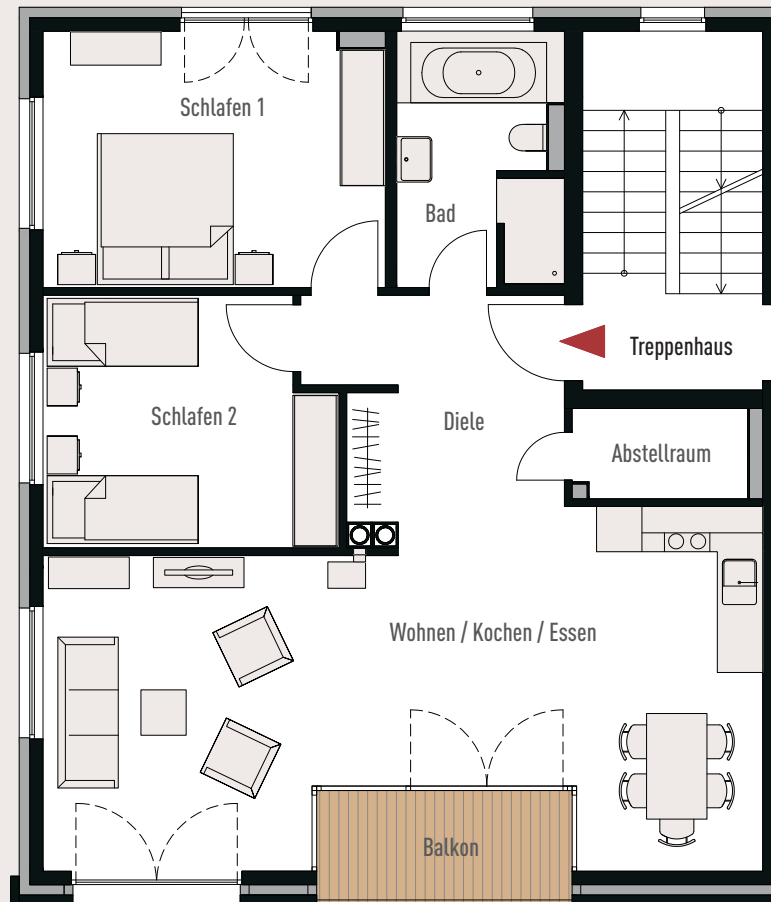 Schlafen 1
Bad
Treppenhaus
Schlafen 2
Diele
Abstellraum
Wohnen / Kochen / Essen
Balkon